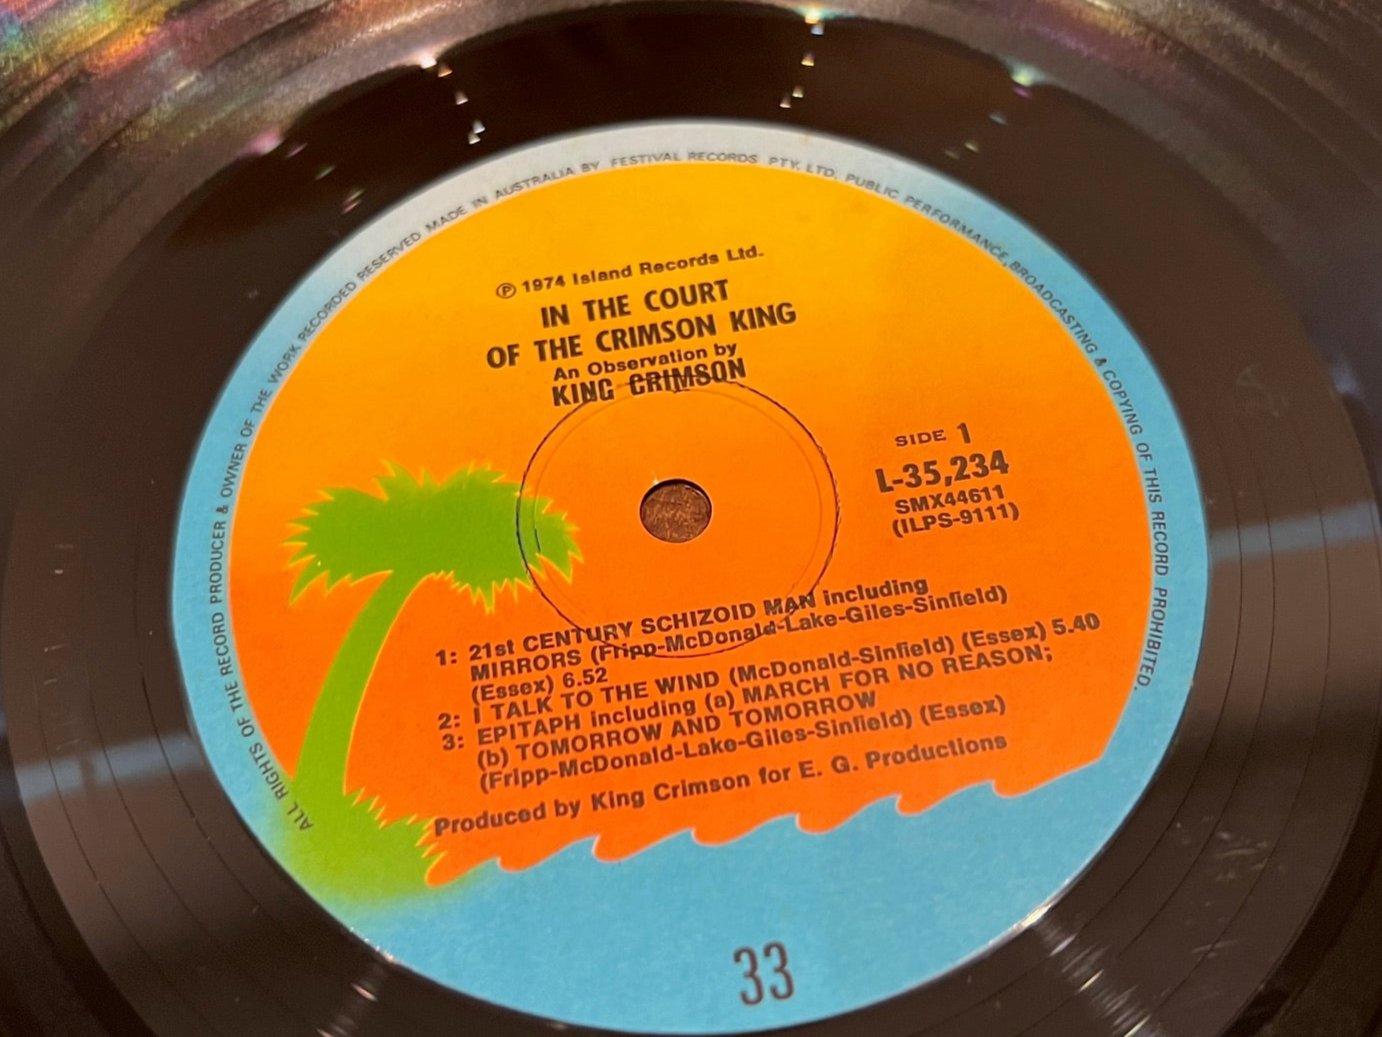 ALL RIGHTS OF THE RECORD PRODUCER & OWNER OF THE WORK RECORDED RESERVED MADE IN AUSTRALIA BY FESTIVAL RECORDS PTY. LTD. PUBLIC PERFORMANCE, BROADCASTING & COPYING OF THIS RECORD PROHIBITED.
Ⓟ 1974 Island Records Ltd.
IN THE COURT
OF THE CRIMSON KING
An Observation by
KING CRIMSON
SIDE 1
L-35,234
SMX44611
(ILPS-9111)
1: 21st CENTURY SCHIZOID MAN including
MIRRORS (Fripp-McDonald-Lake-Giles-Sinfield)
(Essex) 6.52
2: I TALK TO THE WIND (McDonald-Sinfield) (Essex) 5.40
3: EPITAPH including (a) MARCH FOR NO REASON;
(b) TOMORROW AND TOMORROW
(Fripp-McDonald-Lake-Giles-Sinfield) (Essex)
Produced by King Crimson for E. G. Productions
33